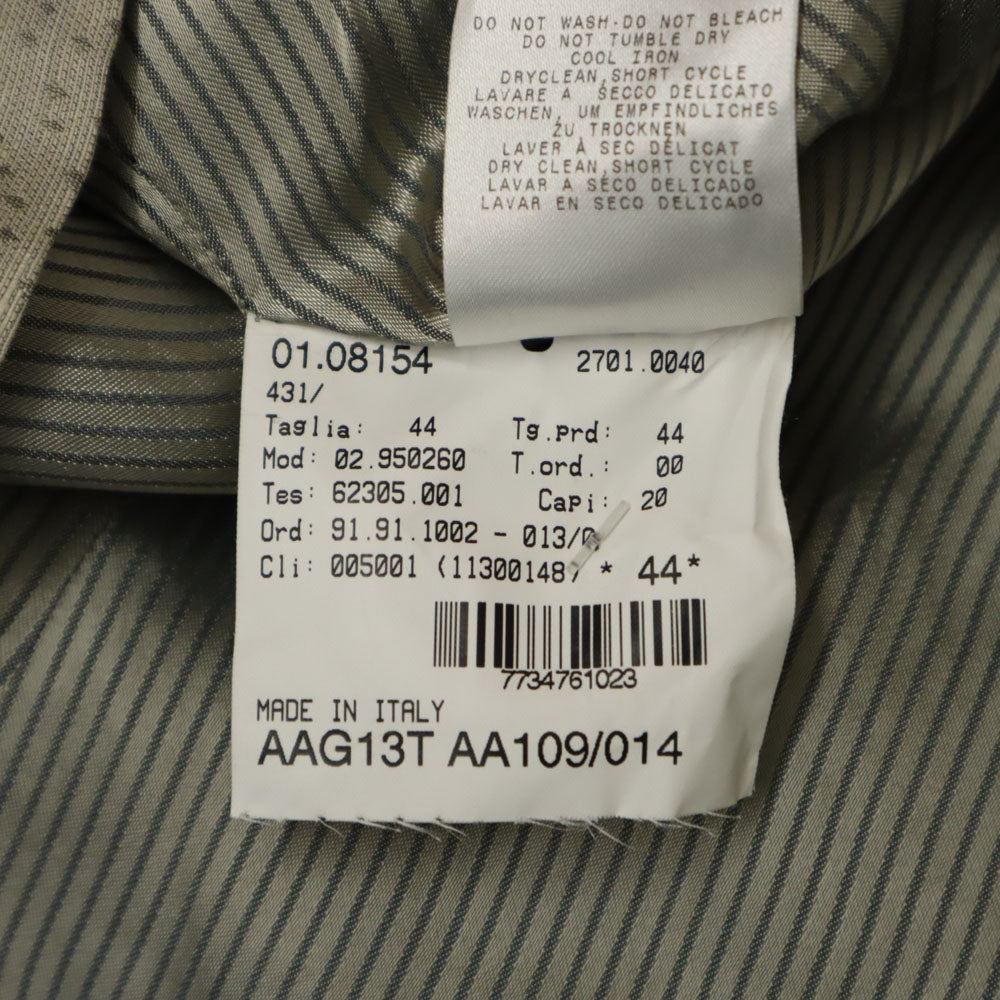 DO NOT WASH-DO NOT BLEACH
DO NOT TUMBLE DRY
COOL IRON
DRYCLEAN,SHORT CYCLE
LAVARE A SECCO DELICATO
WASCHEN, UM EMPFINDLICHES
ZU TROCKNEN
LAVER À SEC DÉLICAT
DRY CLEAN,SHORT CYCLE
LAVAR A SÉCO DELICADO
LAVAR EN SECO DELICADO
01.08154 2701.0040
431/
Taglia: 44 Tg.prd: 44
Mod: 02.950260 T.ord.: 00
Tes: 62305.001 Capi: 20
Ord: 91.91.1002 - 013/0
Cli: 005001 (11300148) * 44*
7734761023
MADE IN ITALY
AAG13T AA109/014